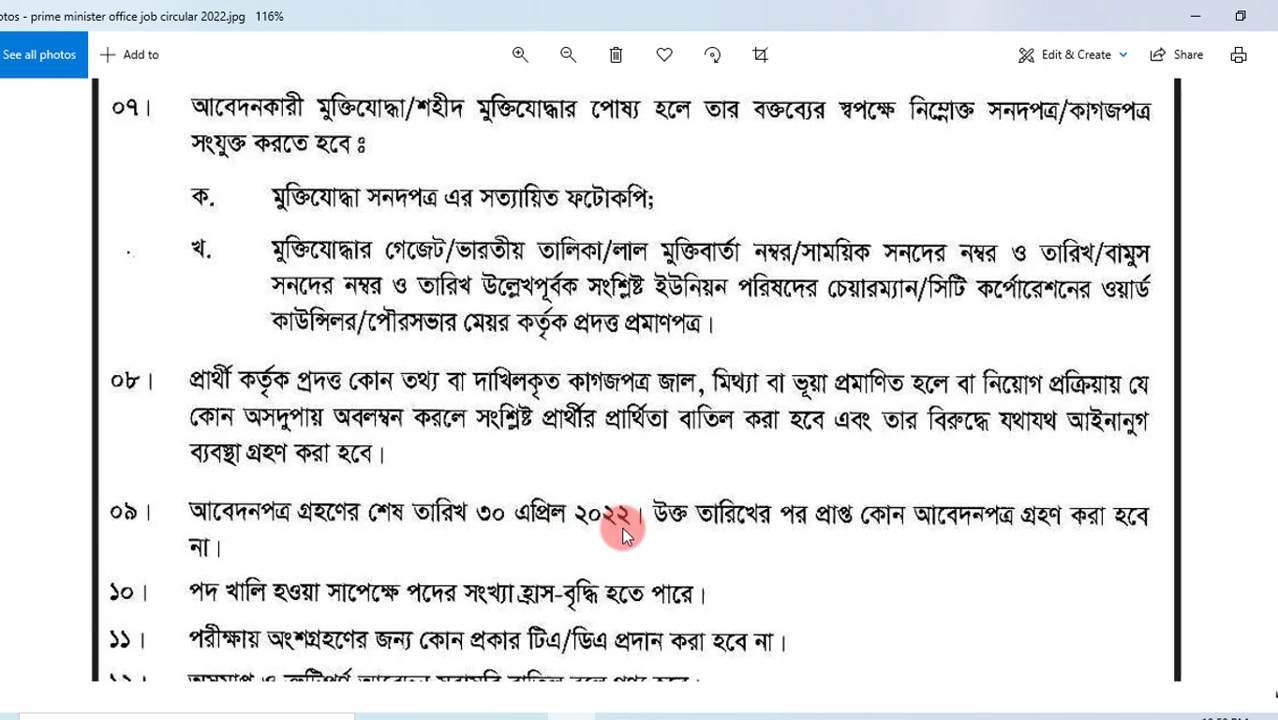 otos - prime minister office job circular 2022.jpg 116%
See all photos Add to Edit & Create Share
০৭। আবেদনকারী মুক্তিযোদ্ধা/শহীদ মুক্তিযোদ্ধার পোষ্য হলে তার বক্তব্যের স্বপক্ষে নিম্নোক্ত সনদপত্র/কাগজপত্র
সংযুক্ত করতে হবে ঃ
ক. মুক্তিযোদ্ধা সনদপত্র এর সত্যায়িত ফটোকপি;
খ. মুক্তিযোদ্ধার গেজেট/ভারতীয় তালিকা/লাল মুক্তিবার্তা নম্বর/সাময়িক সনদের নম্বর ও তারিখ/বামুস
সনদের নম্বর ও তারিখ উল্লেখপূর্বক সংশ্লিষ্ট ইউনিয়ন পরিষদের চেয়ারম্যান/সিটি কর্পোরেশনের ওয়ার্ড
কাউন্সিলর/পৌরসভার মেয়র কর্তৃক প্রদত্ত প্রমাণপত্র।
০৮। প্রার্থী কর্তৃক প্রদত্ত কোন তথ্য বা দাখিলকৃত কাগজপত্র জাল, মিথ্যা বা ভূয়া প্রমাণিত হলে বা নিয়োগ প্রক্রিয়ায় যে
কোন অসদুপায় অবলম্বন করলে সংশ্লিষ্ট প্রার্থীর প্রার্থিতা বাতিল করা হবে এবং তার বিরুদ্ধে যথাযথ আইনানুগ
ব্যবস্থা গ্রহণ করা হবে।
০৯। আবেদনপত্র গ্রহণের শেষ তারিখ ৩০ এপ্রিল ২০২২। উক্ত তারিখের পর প্রাপ্ত কোন আবেদনপত্র গ্রহণ করা হবে
না।
১০। পদ খালি হওয়া সাপেক্ষে পদের সংখ্যা হ্রাস-বৃদ্ধি হতে পারে।
১১। পরীক্ষায় অংশগ্রহণের জন্য কোন প্রকার টিএ/ডিএ প্রদান করা হবে না।